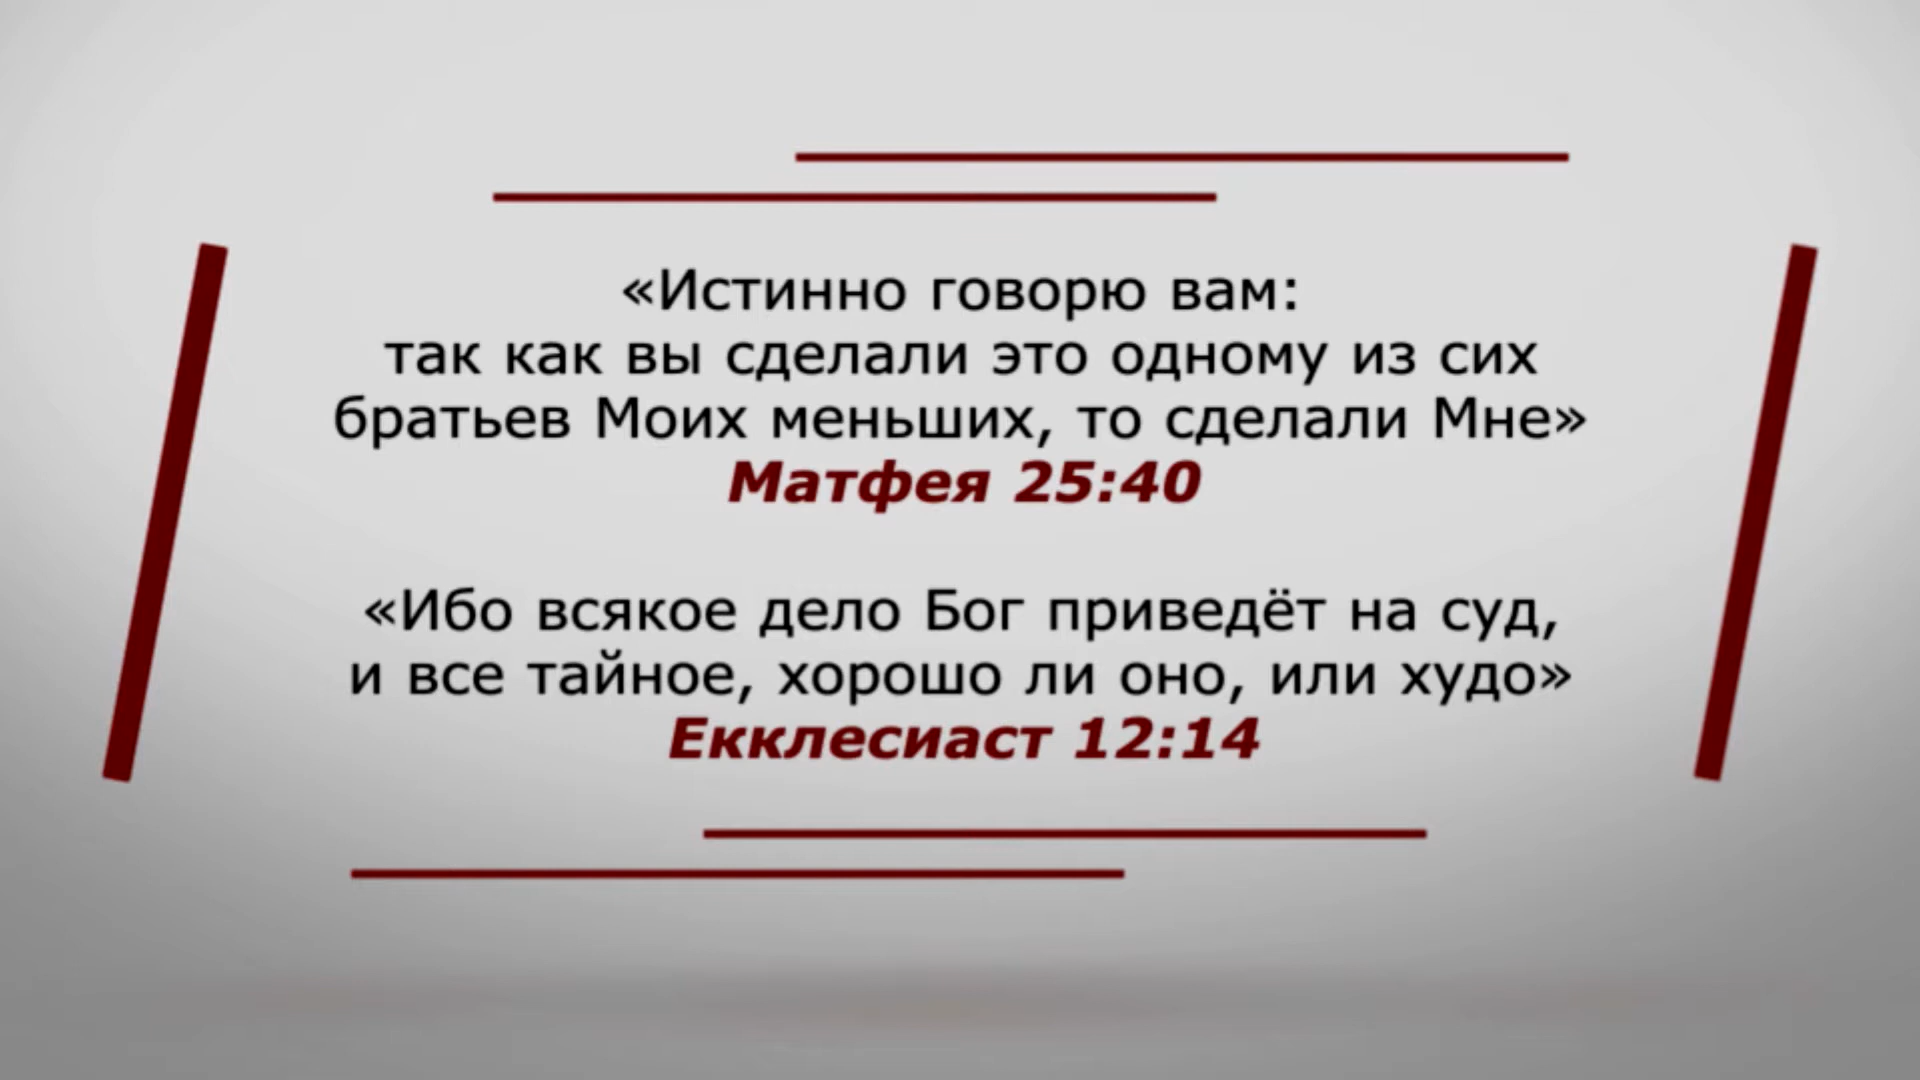 «Истинно говорю вам:
так как вы сделали это одному из сих
братьев Моих меньших, то сделали Мне»
Матфея 25:40
«Ибо всякое дело Бог приведёт на суд,
и все тайное, хорошо ли оно, или худо»
Екклесиаст 12:14